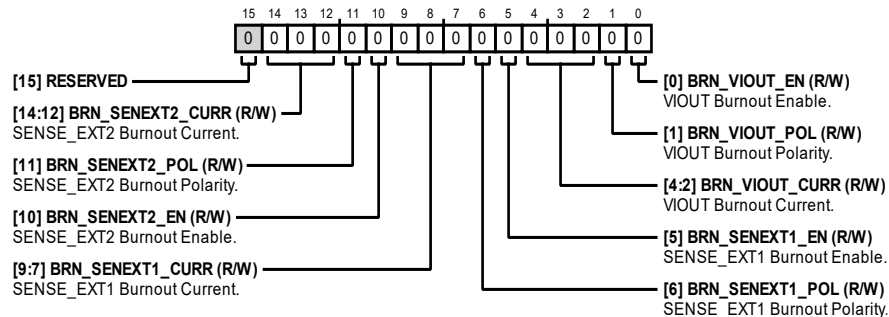 15 14 13 12 11 10 9 8 7 6 5 4 3 2 1 0
0 0 0 0 0 0 0 0 0 0 0 0 0 0 0 0
[15] RESERVED
[14:12] BRN_SENEXT2_CURR (R/W)
SENSE_EXT2 Burnout Current.
[11] BRN_SENEXT2_POL (R/W)
SENSE_EXT2 Burnout Polarity.
[10] BRN_SENEXT2_EN (R/W)
SENSE_EXT2 Burnout Enable.
[9:7] BRN_SENEXT1_CURR (R/W)
SENSE_EXT1 Burnout Current.
[0] BRN_VIOUT_EN (R/W)
VIOUT Burnout Enable.
[1] BRN_VIOUT_POL (R/W)
VIOUT Burnout Polarity.
[4:2] BRN_VIOUT_CURR (R/W)
VIOUT Burnout Current.
[5] BRN_SENEXT1_EN (R/W)
SENSE_EXT1 Burnout Enable.
[6] BRN_SENEXT1_POL (R/W)
SENSE_EXT1 Burnout Polarity.